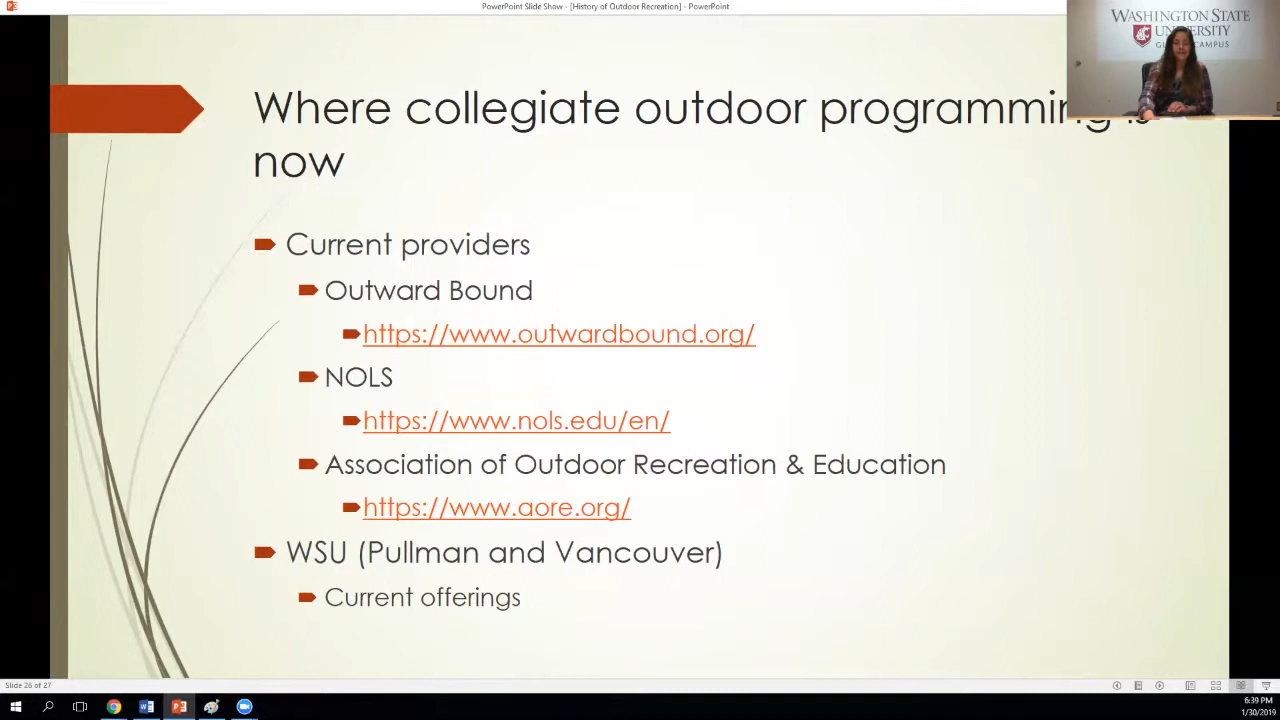 PowerPoint Slide Show - [History of Outdoor Recreation] - PowerPoint
WASHINGTON STATE
UNIVERSITY
CAMPUS
Where collegiate outdoor programming is
now
Current providers
Outward Bound
https://www.outwardbound.org/
NOLS
https://www.nols.edu/en/
Association of Outdoor Recreation & Education
https://www.aore.org/
WSU (Pullman and Vancouver)
Current offerings
Slide 26 of 27
6:39 PM
1/30/2019